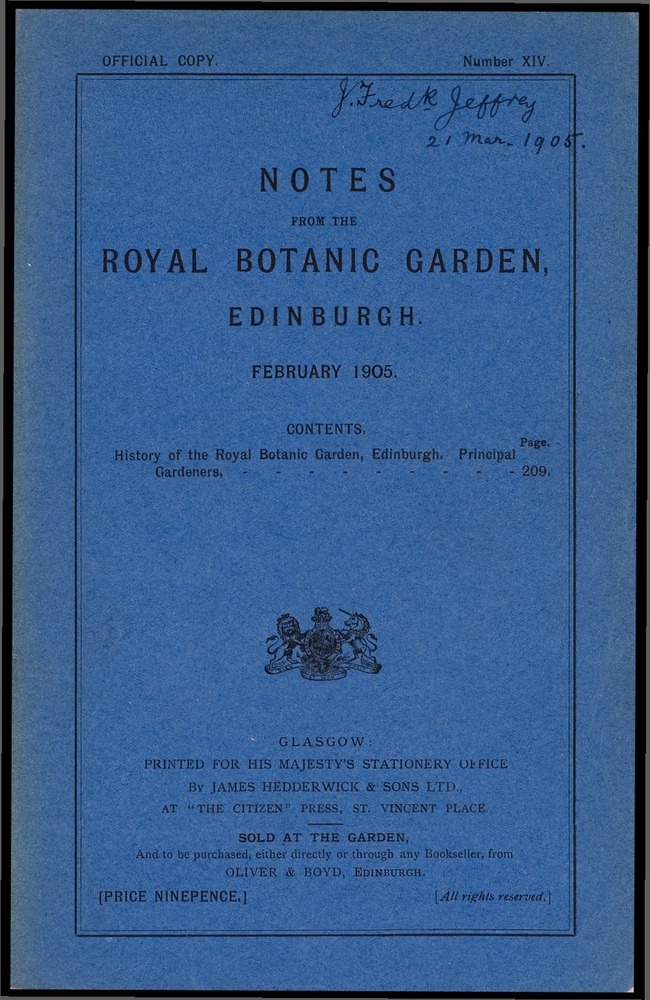 OFFICIAL COPY. Number XIV.
J. Fredk Jeffrey
21 Mar. 1905.
NOTES
FROM THE
ROYAL BOTANIC GARDEN,
EDINBURGH.
FEBRUARY 1905.
CONTENTS.
Page.
History of the Royal Botanic Garden, Edinburgh. Principal
Gardeners, - - - - - - - - - 209.
GLASGOW:
PRINTED FOR HIS MAJESTY'S STATIONERY OFFICE
By JAMES HEDDERWICK & SONS LTD.,
AT "THE CITIZEN" PRESS, ST. VINCENT PLACE.
SOLD AT THE GARDEN,
And to be purchased, either directly or through any Bookseller, from
OLIVER & BOYD, EDINBURGH.
[PRICE NINEPENCE.] [All rights reserved.]